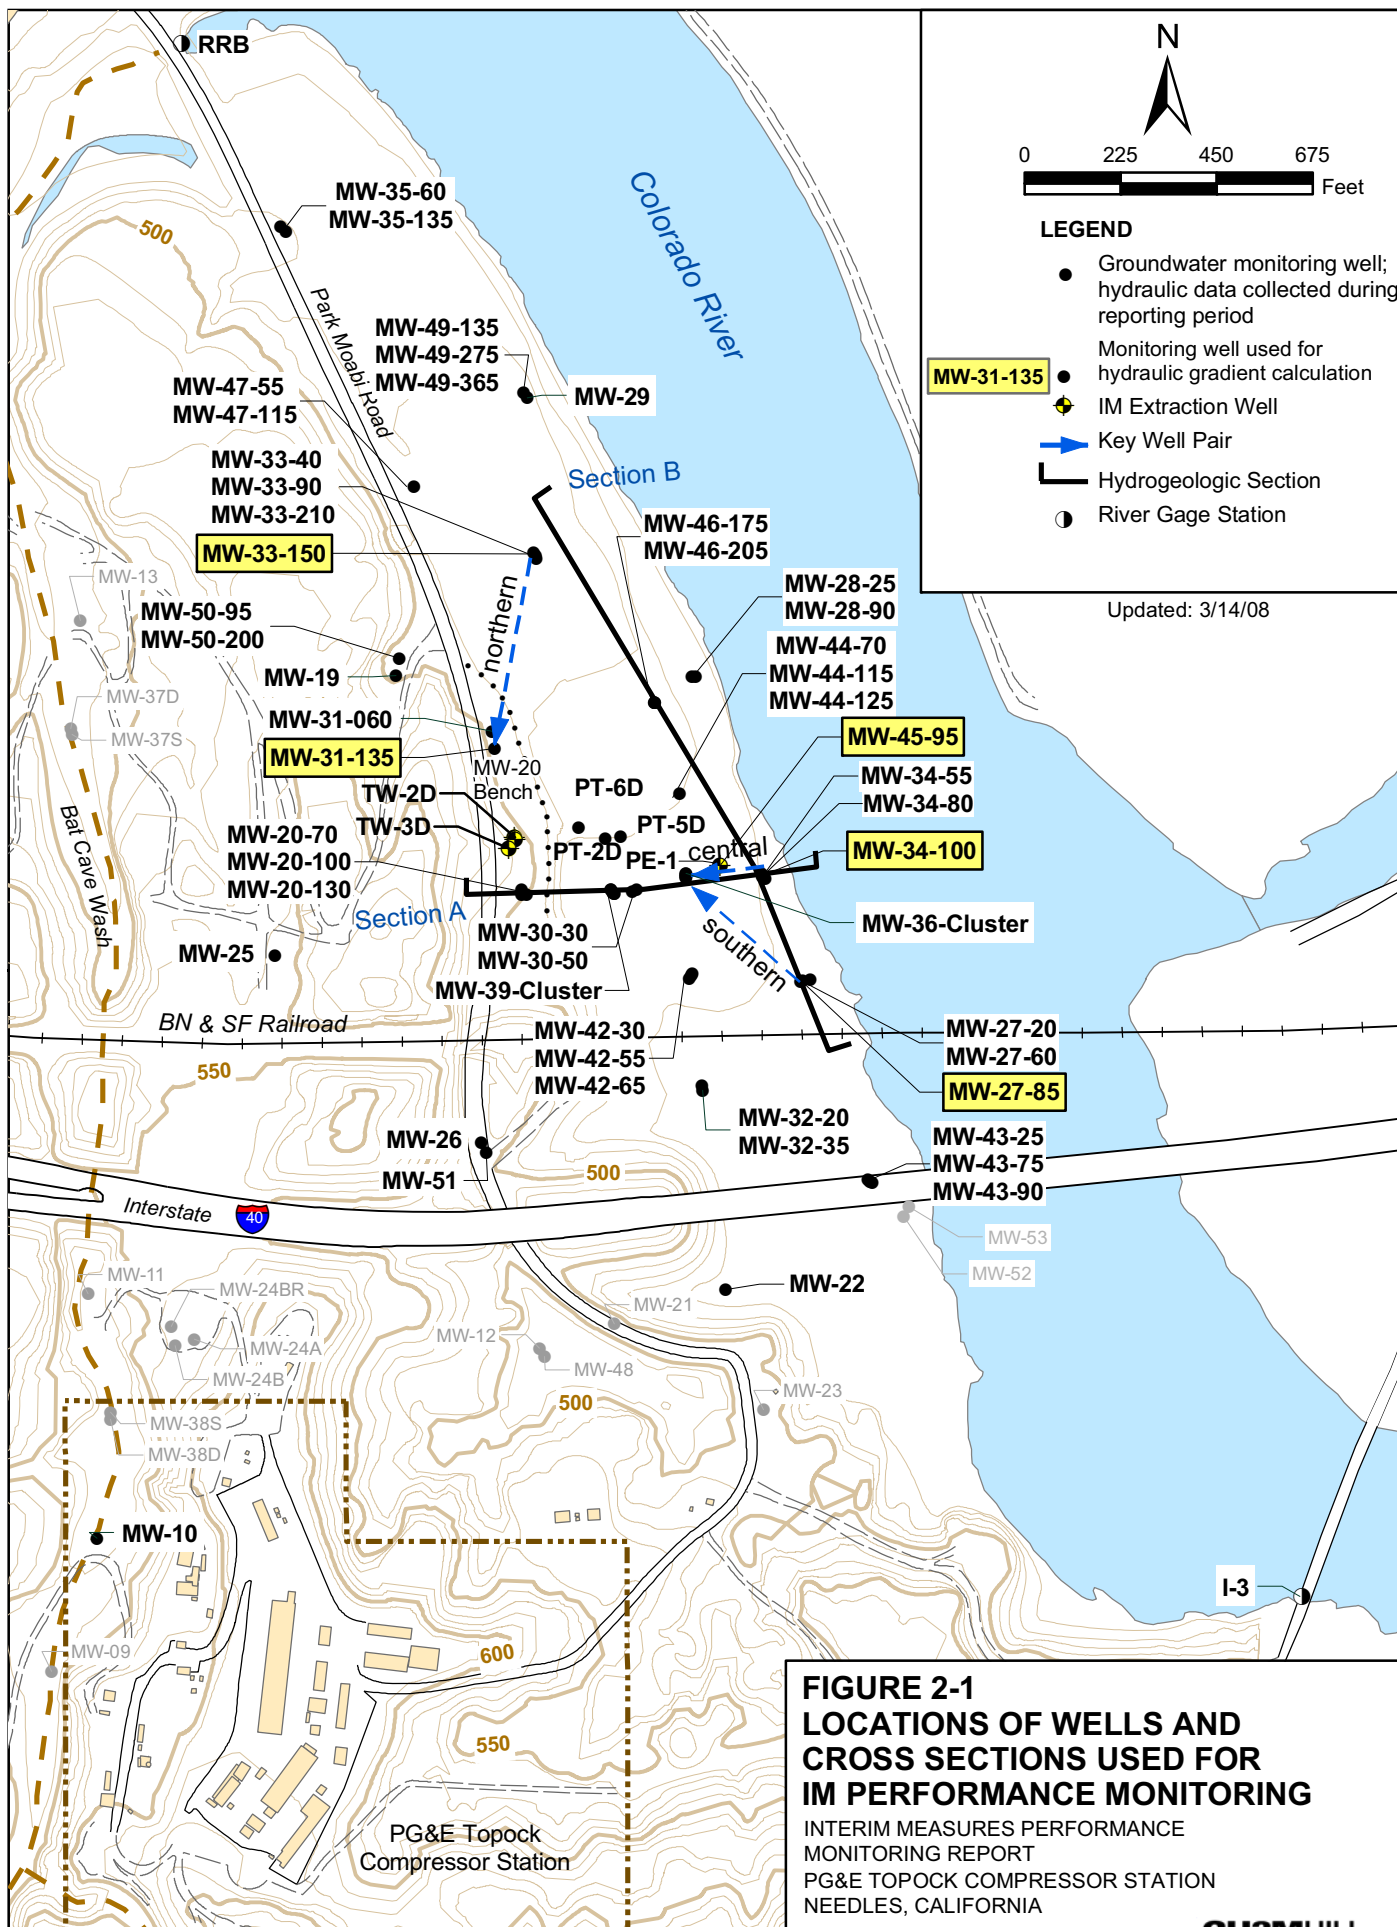 RRB
N
0 225 450 675
Feet
LEGEND
Groundwater monitoring well;
hydraulic data collected during
reporting period
MW-31-135
Monitoring well used for
hydraulic gradient calculation
IM Extraction Well
Key Well Pair
Hydrogeologic Section
River Gage Station
Updated: 3/14/08
Colorado River
MW-35-60
MW-35-135
500
Park Moabi Road
MW-49-135
MW-49-275
MW-49-365
MW-29
MW-47-55
MW-47-115
MW-33-40
MW-33-90
MW-33-210
MW-33-150
Section B
MW-46-175
MW-46-205
MW-13
MW-50-95
MW-50-200
northern
MW-28-25
MW-28-90
MW-44-70
MW-44-115
MW-44-125
MW-19
MW-37D
MW-37S
MW-31-060
MW-31-135
MW-45-95
MW-20
Bench
TW-2D
TW-3D
PT-6D
PT-5D
PT-2D
PE-1
central
MW-34-55
MW-34-80
MW-34-100
Bat Cave Wash
MW-20-70
MW-20-100
MW-20-130
Section A
MW-36-Cluster
MW-30-30
MW-30-50
MW-39-Cluster
southern
MW-25
BN & SF Railroad
MW-42-30
MW-42-55
MW-42-65
MW-27-20
MW-27-60
MW-27-85
550
MW-32-20
MW-32-35
MW-26
MW-51
MW-43-25
MW-43-75
MW-43-90
500
Interstate
40
MW-53
MW-52
MW-11
MW-24BR
MW-24A
MW-24B
MW-22
MW-21
MW-12
MW-48
MW-23
500
MW-38S
MW-38D
MW-10
I-3
MW-09
600
550
PG&E Topock
Compressor Station
FIGURE 2-1
LOCATIONS OF WELLS AND
CROSS SECTIONS USED FOR
IM PERFORMANCE MONITORING
INTERIM MEASURES PERFORMANCE
MONITORING REPORT
PG&E TOPOCK COMPRESSOR STATION
NEEDLES, CALIFORNIA